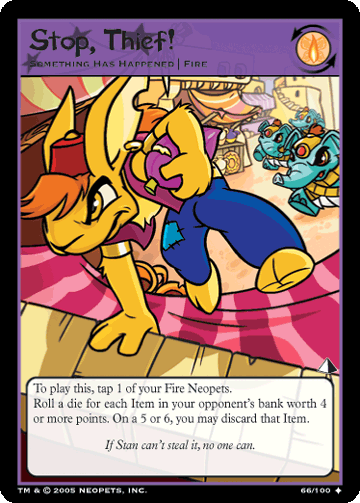 Stop, Thief!
Something Has Happened | Fire
To play this, tap 1 of your Fire Neopets.
Roll a die for each Item in your opponent's bank worth 4
or more points. On a 5 or 6, you may discard that Item.
If Stan can't steal it, no one can.
TM & © 2005 NEOPETS, INC.
66/100